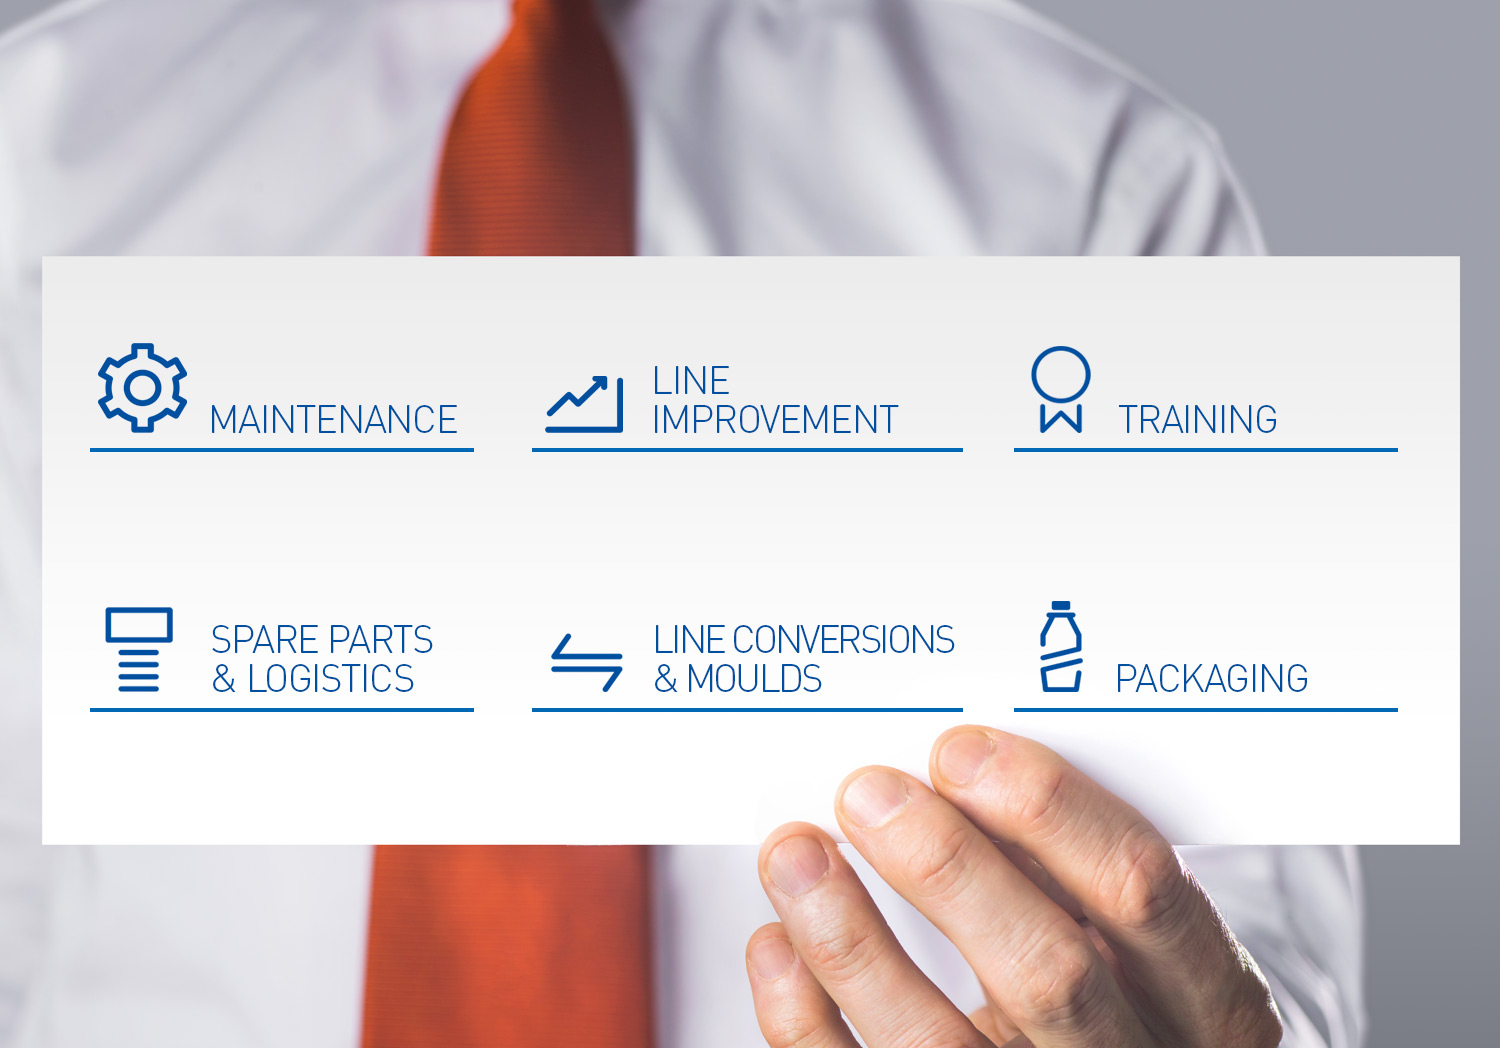 MAINTENANCE
LINE
IMPROVEMENT
TRAINING
SPARE PARTS
& LOGISTICS
LINE CONVERSIONS
& MOULDS
PACKAGING